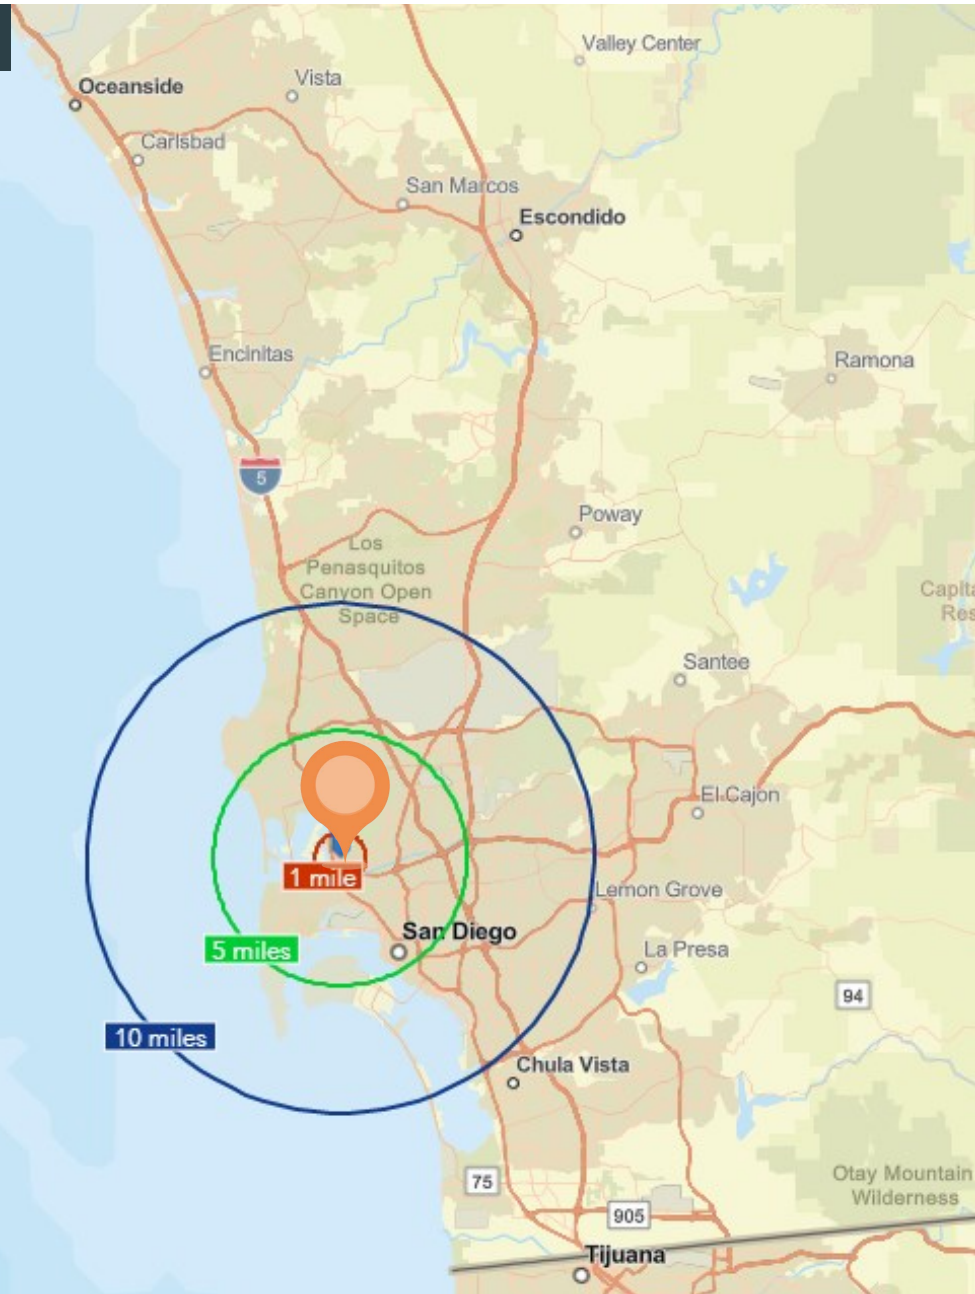 Valley Center
Vista
Oceanside
Carlsbad
San Marcos
Escondido
Encinitas
Ramona
5
Poway
Los
Penasquitos
Canyon Open
Space
Santee
El Cajon
1 mile
Lemon Grove
San Diego
5 miles
La Presa
94
10 miles
Chula Vista
75
Otay Mountain
Wilderness
905
Tijuana